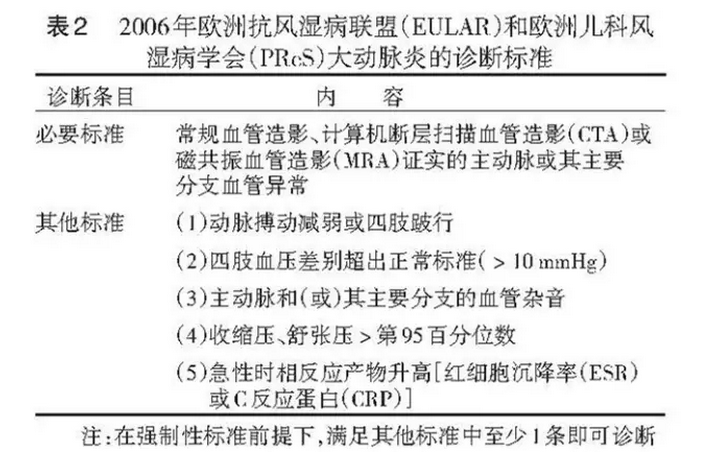 表2 2006年欧洲抗风湿病联盟(EULAR)和欧洲儿科风
湿病学会(PReS)大动脉炎的诊断标准
诊断条目 内 容
必要标准 常规血管造影、计算机断层扫描血管造影(CTA)或
磁共振血管造影(MRA)证实的主动脉或其主要
分支血管异常
其他标准 (1)动脉搏动减弱或四肢跛行
(2)四肢血压差别超出正常标准(>10 mmHg)
(3)主动脉和(或)其主要分支的血管杂音
(4)收缩压、舒张压>第95百分位数
(5)急性时相反应产物升高[红细胞沉降率(ESR)
或C反应蛋白(CRP)]
注:在强制性标准前提下,满足其他标准中至少1条即可诊断